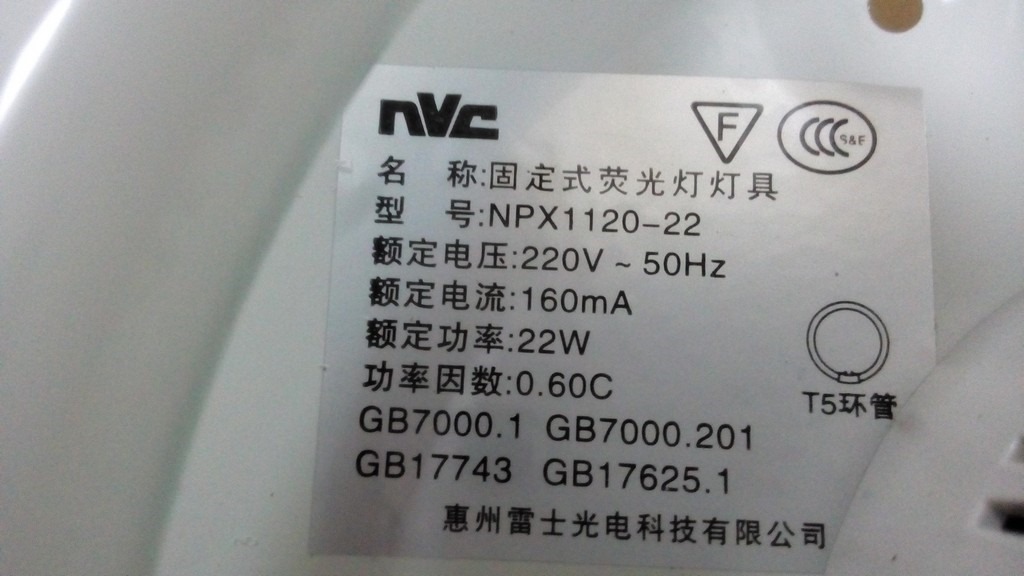 nVc
F
CCC S&E
名 称:固定式荧光灯灯具
型 号:NPX1120-22
额定电压:220V ~ 50Hz
额定电流:160mA
额定功率:22W
功率因数:0.60C
T5环管
GB7000.1 GB7000.201
GB17743 GB17625.1
惠州雷士光电科技有限公司